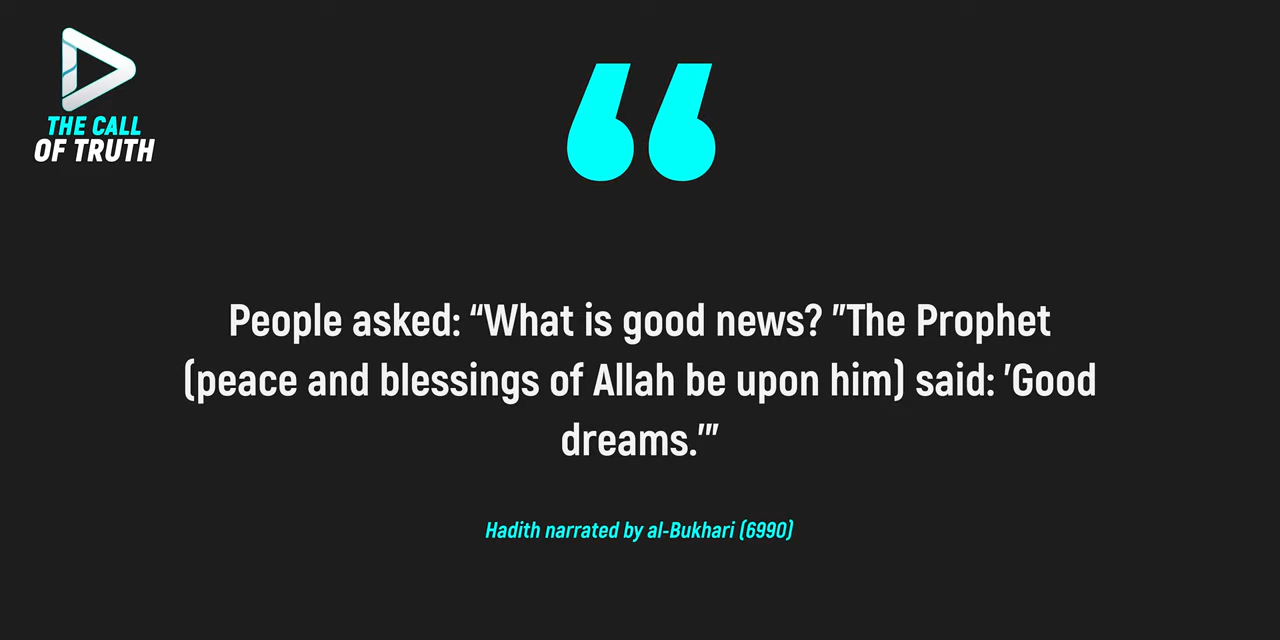 THE CALL
OF TRUTH
“
People asked: “What is good news? "The Prophet
(peace and blessings of Allah be upon him) said: 'Good
dreams.'"
Hadith narrated by al-Bukhari (6990)